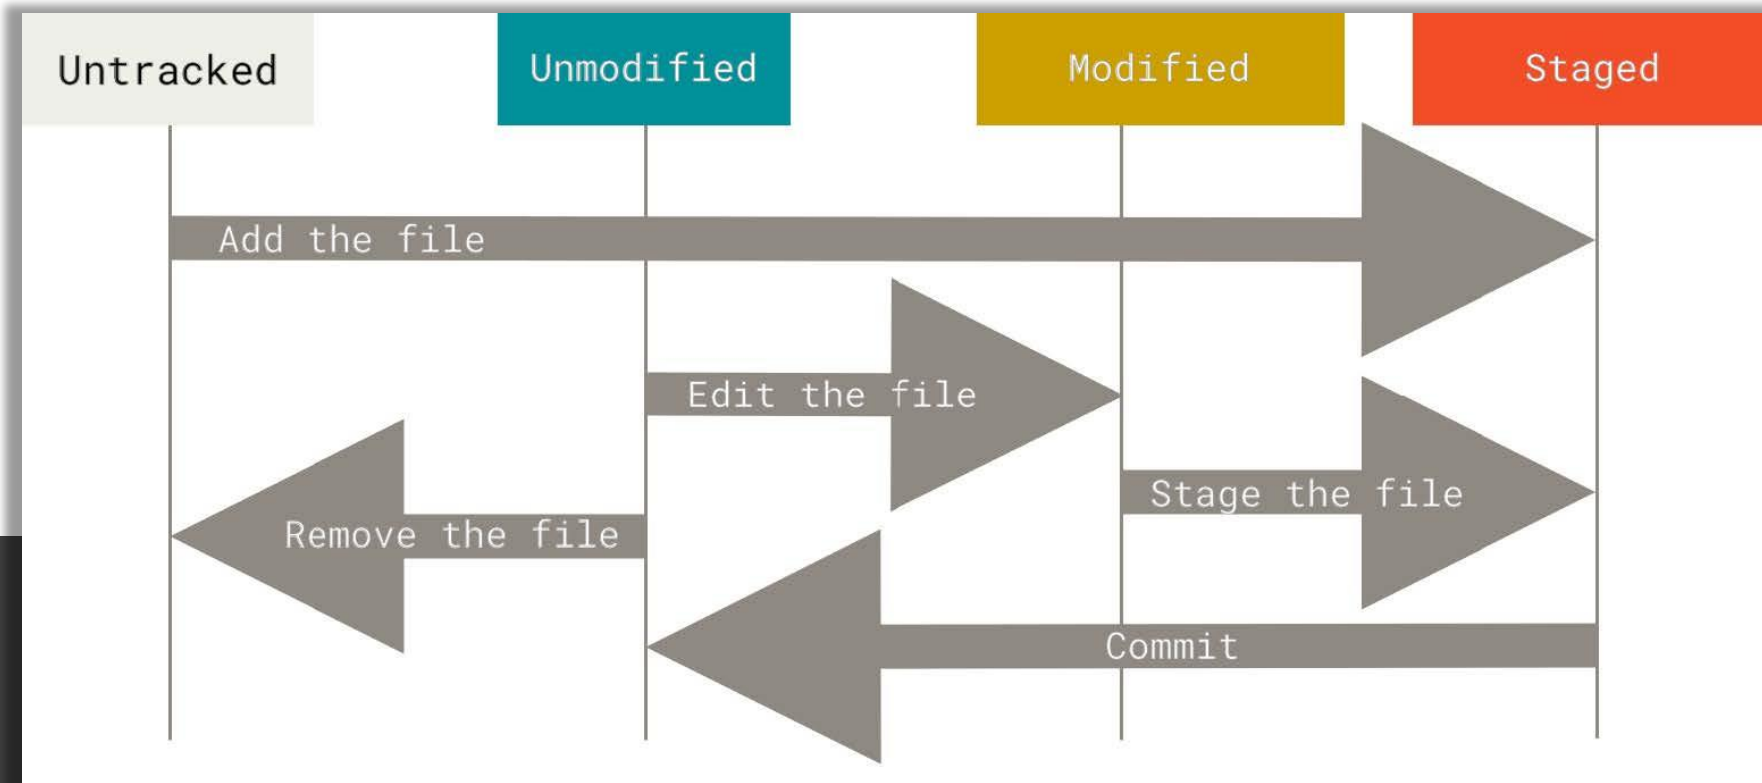 Untracked
Unmodified
Modified
Staged
Add the file
Edit the file
Stage the file
Remove the file
Commit